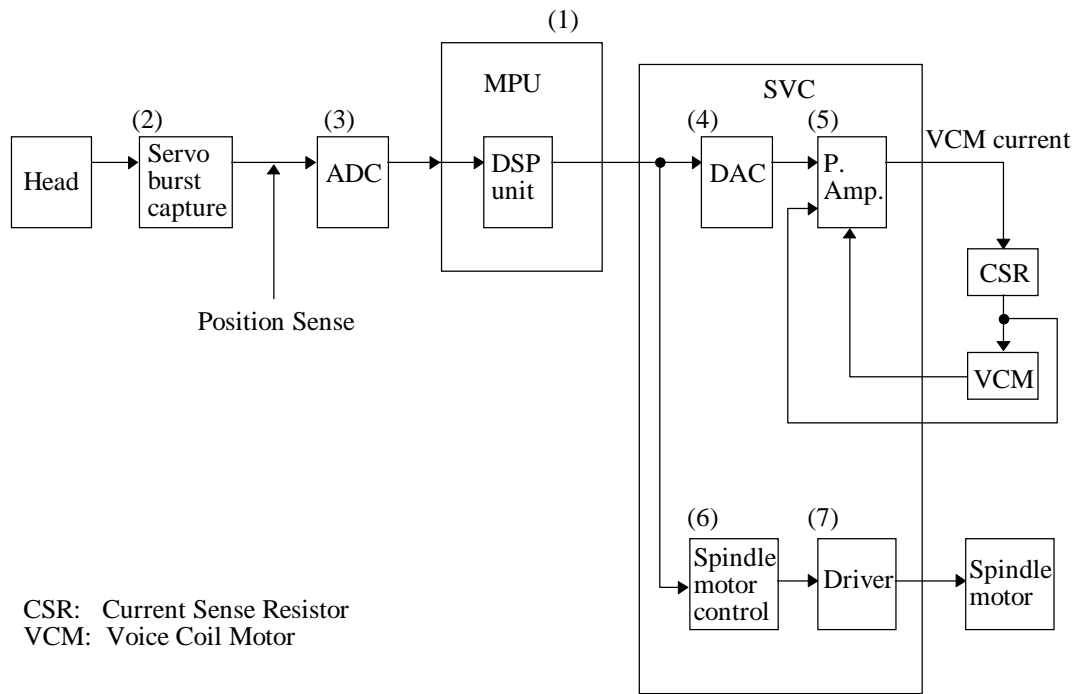 (1)
MPU
SVC
(2)
(3)
(4)
(5)
VCM current
Head
Servo
burst
capture
ADC
DSP
unit
DAC
P.
Amp.
CSR
Position Sense
VCM
(6)
(7)
Spindle
motor
control
Driver
Spindle
motor
CSR: Current Sense Resistor
VCM: Voice Coil Motor